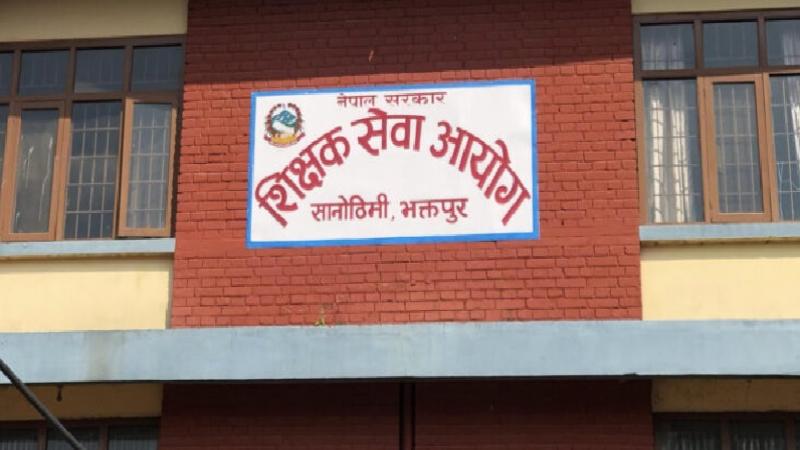 नेपाल सरकार
शिक्षक सेवा आयोग
सानोठिमी, भक्तपुर